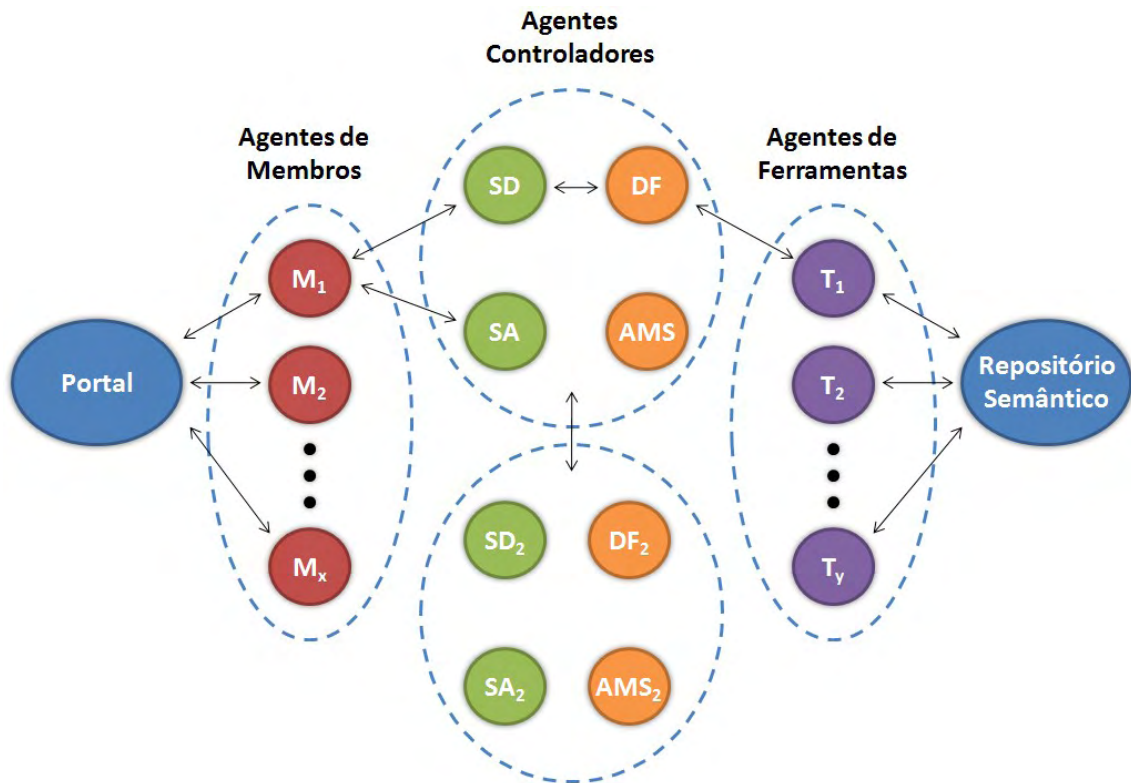 Agentes
Controladores
Agentes de
Membros
Agentes de
Ferramentas
SD
DF
M₁
T₁
SA
AMS
Portal
M₂
T₂
Repositório
Semântico
SD₂
DF₂
Mₓ
Tᵧ
SA₂
AMS₂